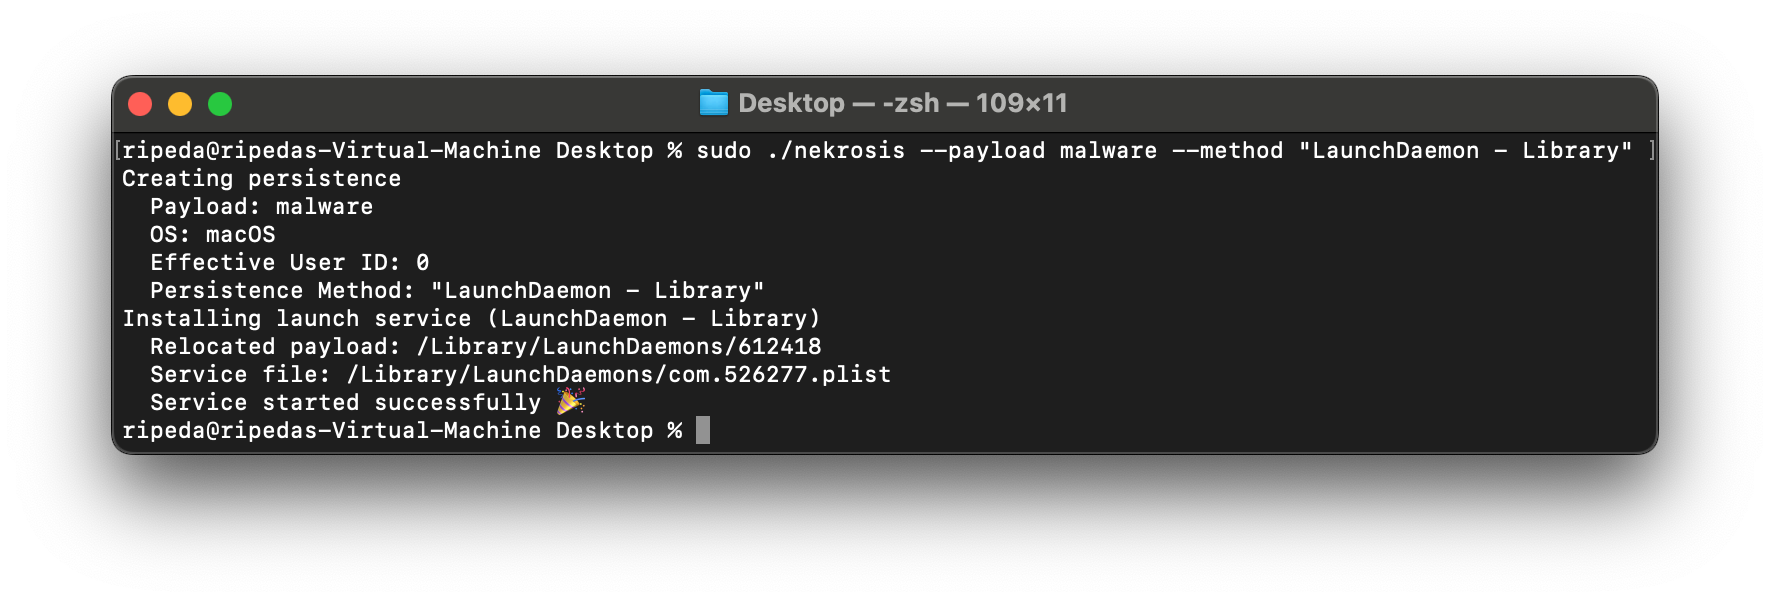 Desktop — -zsh — 109×11
[ripeda@ripedas-Virtual-Machine Desktop % sudo ./nekrosis --payload malware --method "LaunchDaemon - Library" ]
Creating persistence
  Payload: malware
  OS: macOS
  Effective User ID: 0
  Persistence Method: "LaunchDaemon - Library"
Installing launch service (LaunchDaemon - Library)
  Relocated payload: /Library/LaunchDaemons/612418
  Service file: /Library/LaunchDaemons/com.526277.plist
  Service started successfully 🎉
ripeda@ripedas-Virtual-Machine Desktop %